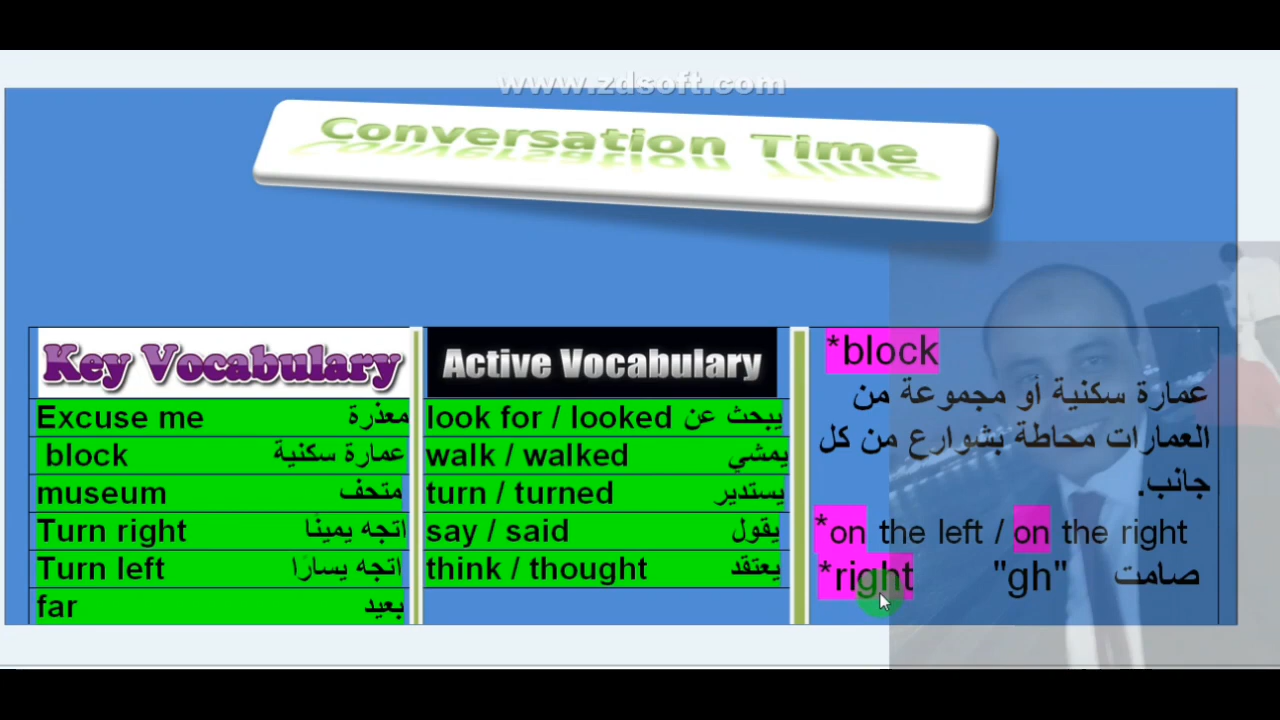 www.zdsoft.com
Conversation Time
Key Vocabulary
Excuse me معذرة
block عمارة سكنية
museum متحف
Turn right اتجه يمينًا
Turn left اتجه يسارًا
far بعيد
Active Vocabulary
look for / looked يبحث عن
walk / walked يمشي
turn / turned يستدير
say / said يقول
think / thought يعتقد
*block
عمارة سكنية أو مجموعة من
العمارات محاطة بشوارع من كل
جانب.
*on the left / on the right
*right "gh" صامت